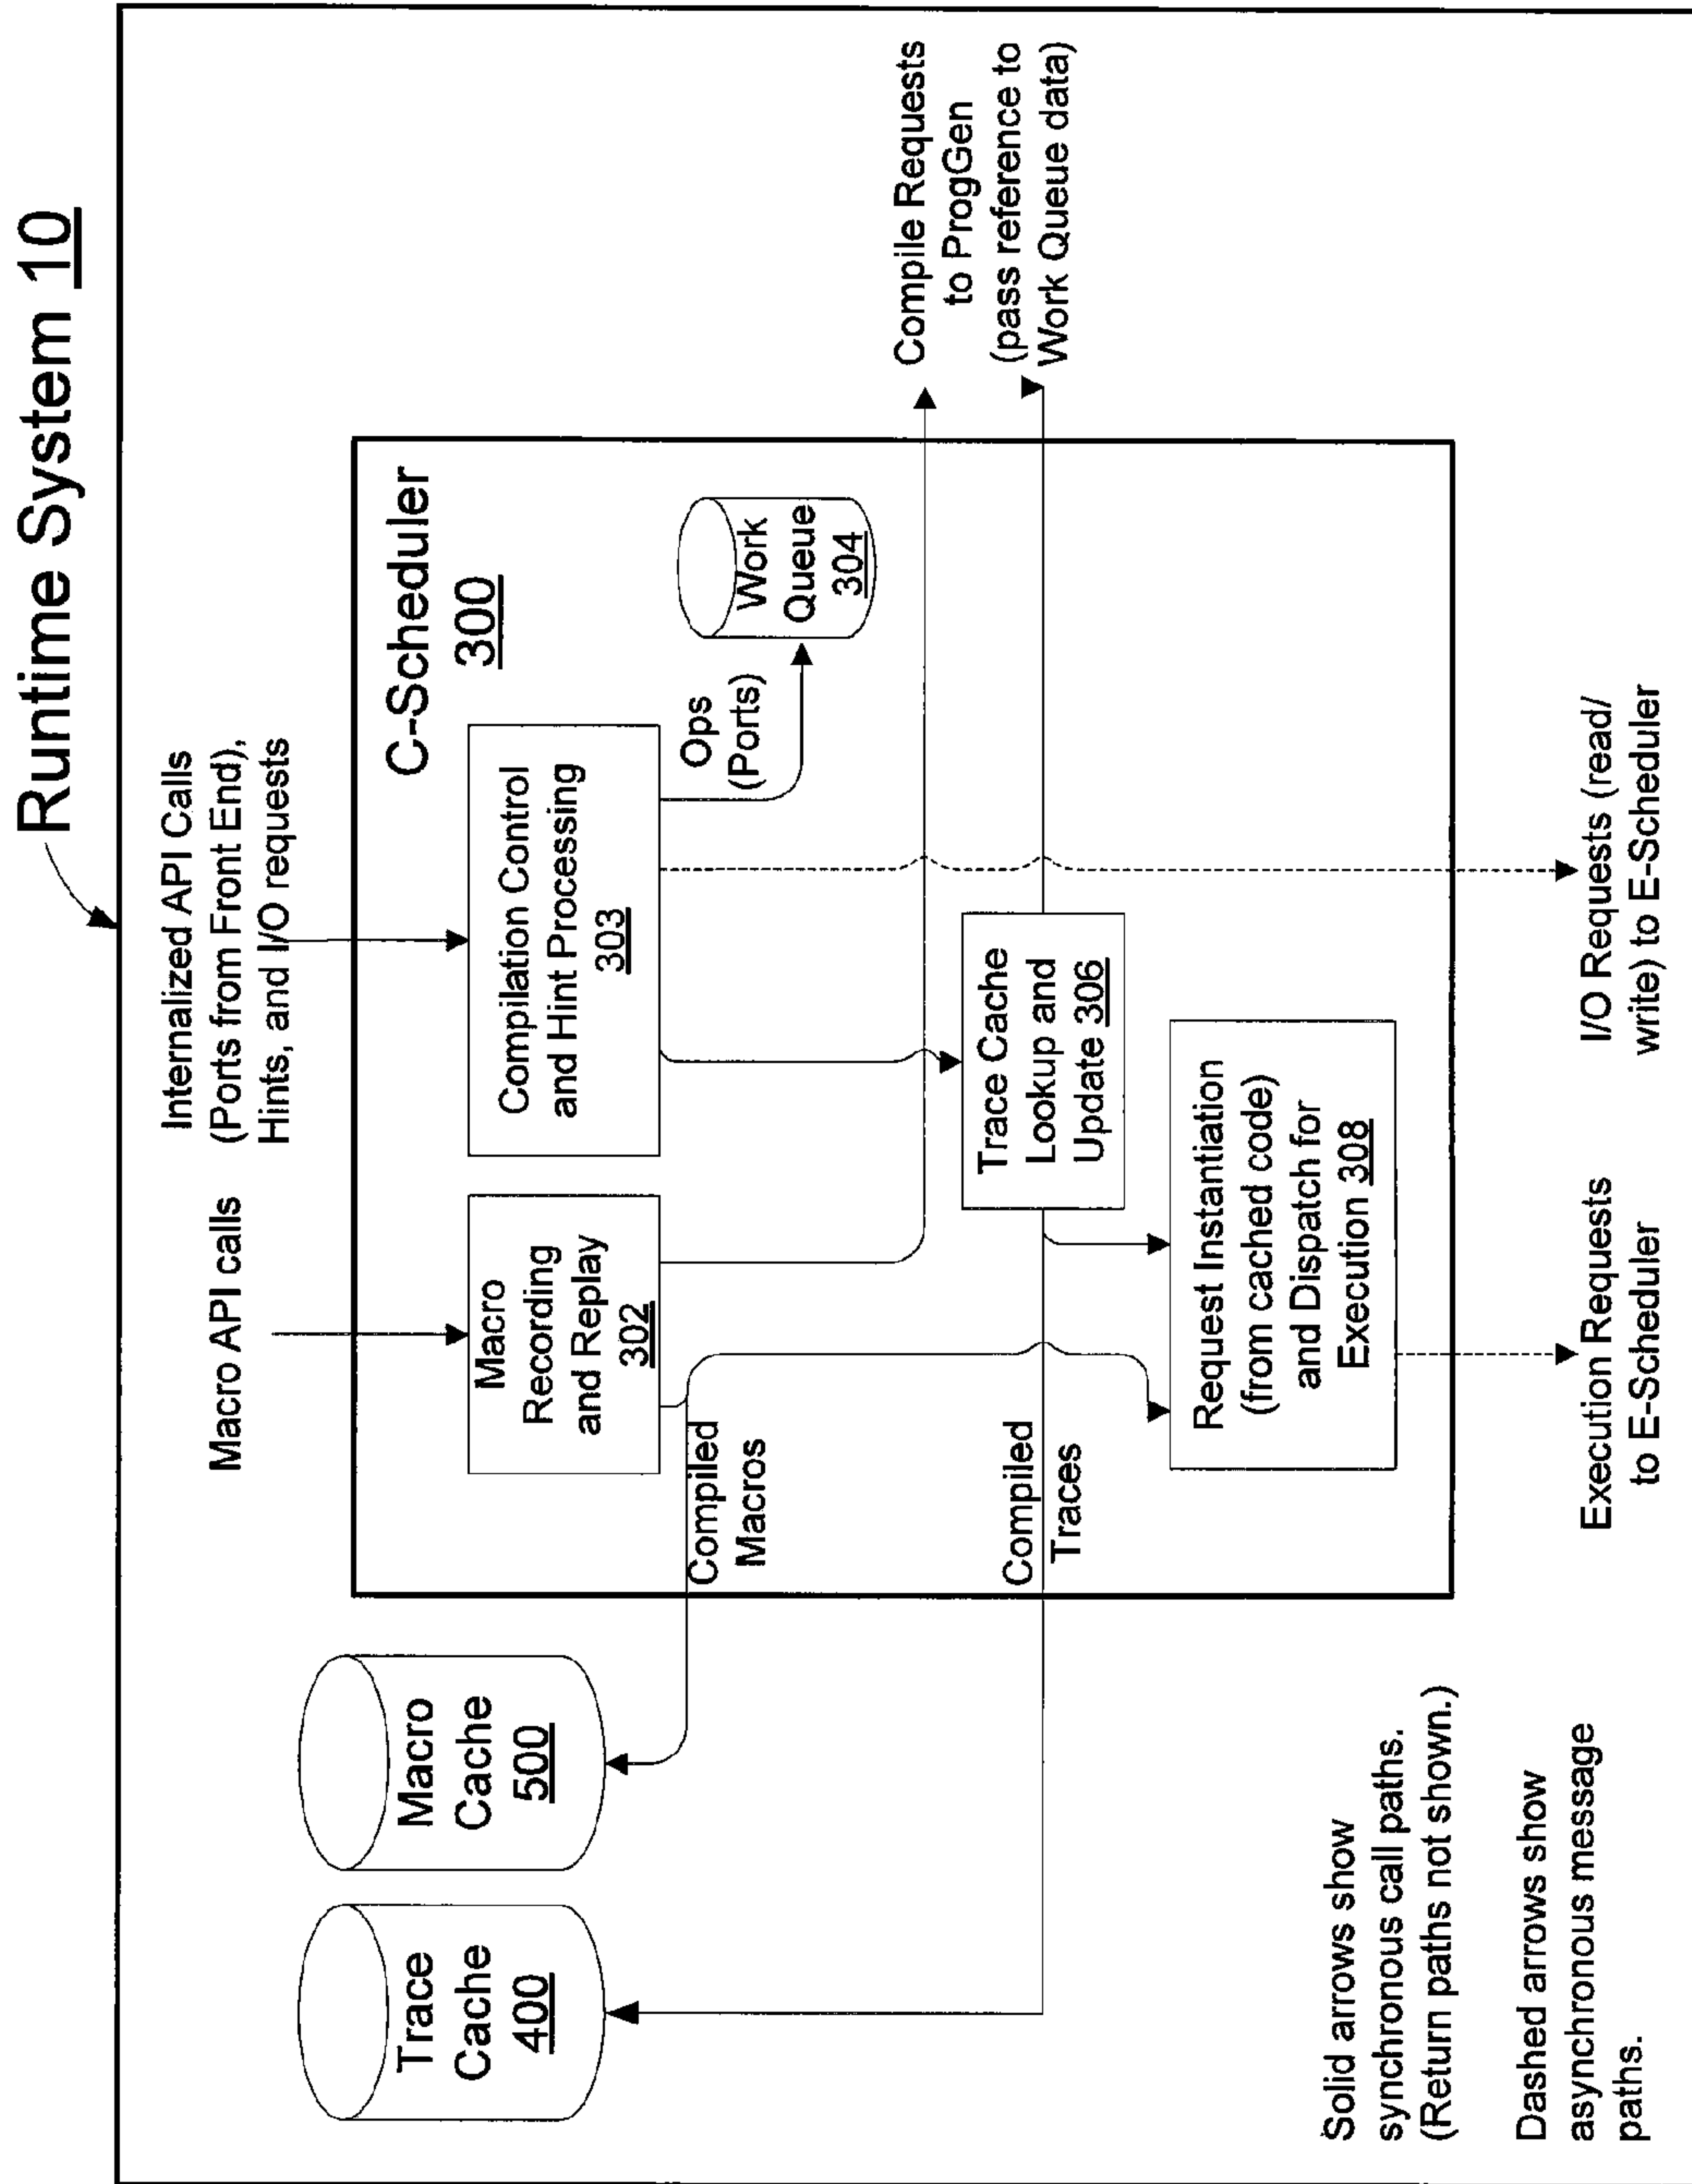 Runtime System 10
Macro API calls
Internalized API Calls
(Ports from Front End),
Hints, and I/O requests
C-Scheduler
300
Trace
Cache
400
Macro
Cache
500
Macro
Recording
and Replay
302
Compilation Control
and Hint Processing
303
Ops
(Ports)
Work
Queue
304
Compiled
Macros
Compile Requests
to ProgGen
(pass reference to
Work Queue data)
Trace Cache
Lookup and
Update 306
Compiled
Traces
Request Instantiation
(from cached code)
and Dispatch for
Execution 308
Solid arrows show
synchronous call paths.
(Return paths not shown.)
Dashed arrows show
asynchronous message
paths.
Execution Requests
to E-Scheduler
I/O Requests (read/
write) to E-Scheduler